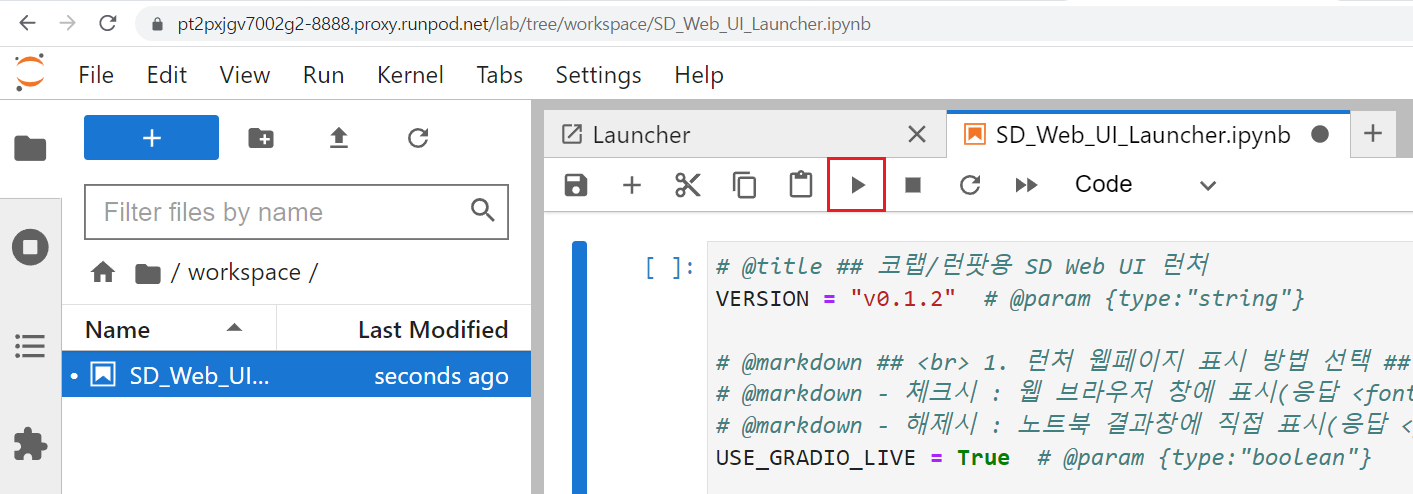 pt2pxjgv7002g2-8888.proxy.runpod.net/lab/tree/workspace/SD_Web_UI_Launcher.ipynb
File Edit View Run Kernel Tabs Settings Help
+
Filter files by name
/ workspace /
Name Last Modified
SD_Web_UI... seconds ago
Launcher
SD_Web_UI_Launcher.ipynb
Code
[ ]:
# @title ## 코랩/런팟용 SD Web UI 런처
VERSION = "v0.1.2" # @param {type:"string"}
# @markdown ## <br> 1. 런처 웹페이지 표시 방법 선택 ##
# @markdown - 체크시 : 웹 브라우저 창에 표시(응답 <font
# @markdown - 해제시 : 노트북 결과창에 직접 표시(응답 <
USE_GRADIO_LIVE = True # @param {type:"boolean"}